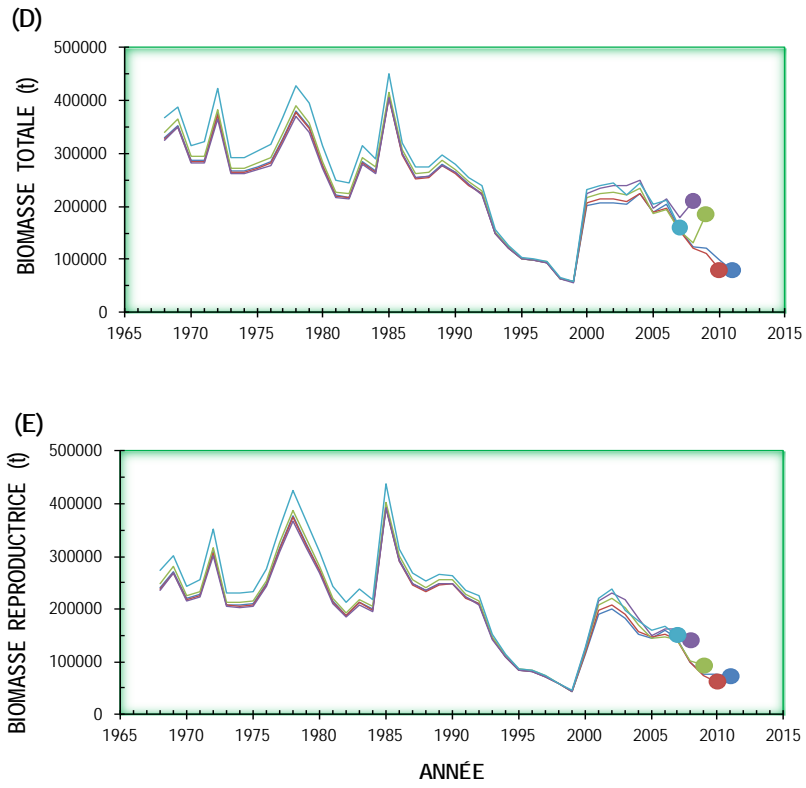 (D)
BIOMASSE TOTALE (t)
500000
400000
300000
200000
100000
0
1965 1970 1975 1980 1985 1990 1995 2000 2005 2010 2015
(E)
BIOMASSE REPRODUCTRICE (t)
500000
400000
300000
200000
100000
0
1965 1970 1975 1980 1985 1990 1995 2000 2005 2010 2015
ANNÉE